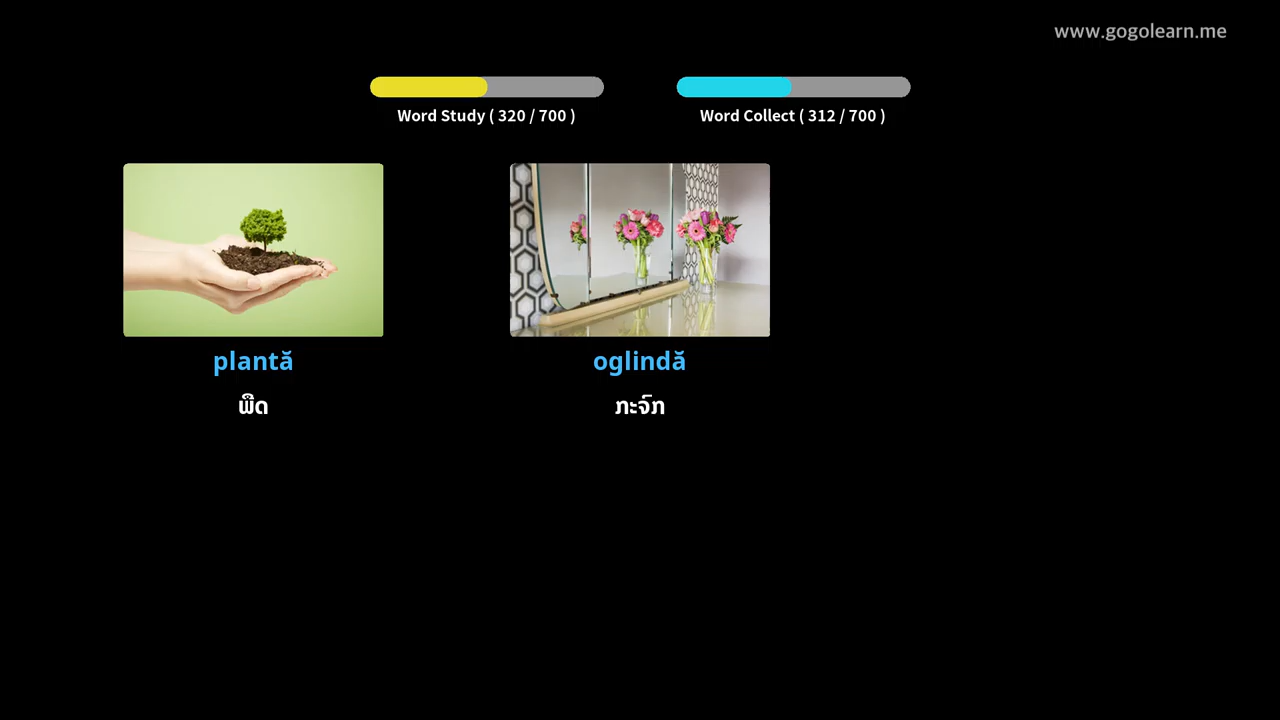 www.gogolearn.me
Word Study ( 320 / 700 )
Word Collect ( 312 / 700 )
plantă
oglindă
ພືດ
ກະຈົກ